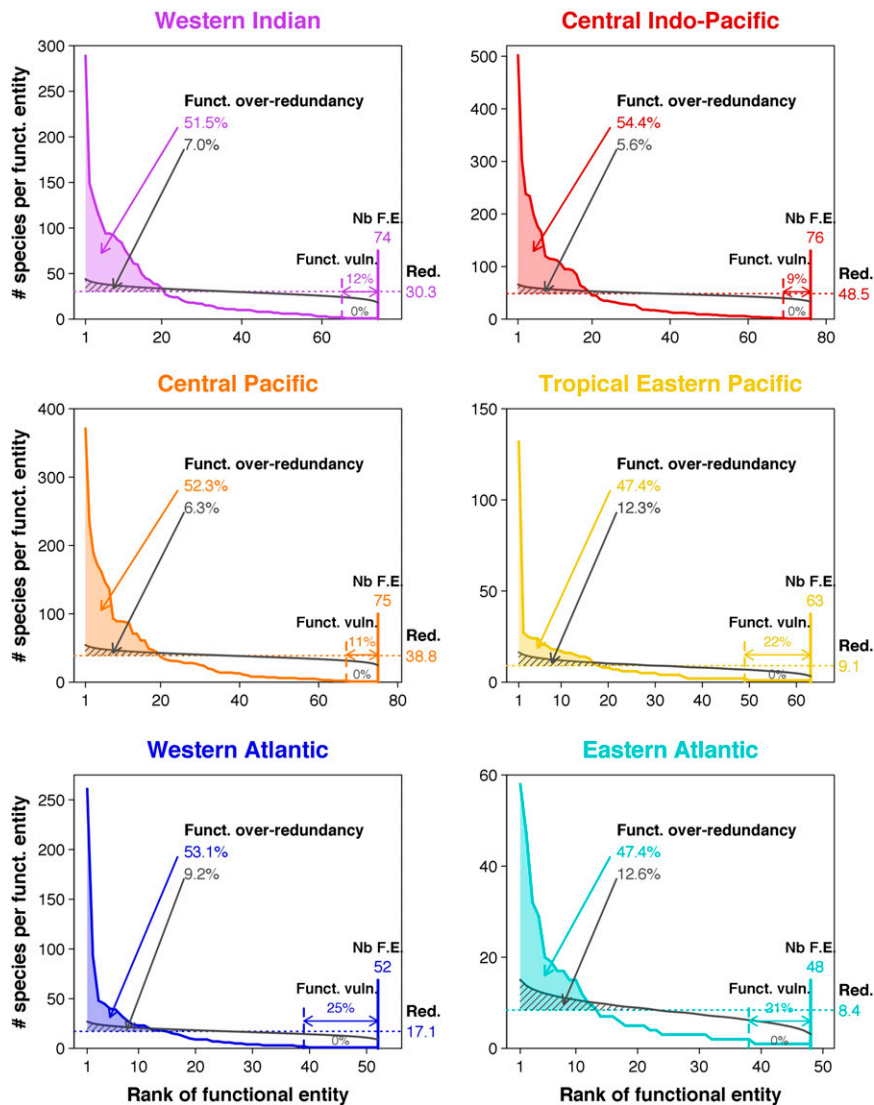 Western Indian
# species per funct. entity
300
250
200
150
100
50
0
Funct. over-redundancy
51.5%
7.0%
Nb F.E.
74
Funct. vuln.
12%
Red.
30.3
0%
1
20
40
60
Central Indo-Pacific
500
400
300
200
100
0
Funct. over-redundancy
54.4%
5.6%
Nb F.E.
76
Funct. vuln.
9%
Red.
48.5
0%
1
20
40
60
80
Central Pacific
# species per funct. entity
400
300
200
100
0
Funct. over-redundancy
52.3%
6.3%
Nb F.E.
75
Funct. vuln.
11%
Red.
38.8
0%
1
20
40
60
80
Tropical Eastern Pacific
150
100
50
0
Funct. over-redundancy
47.4%
12.3%
Nb F.E.
63
Funct. vuln.
22%
Red.
9.1
0%
1
10
20
30
40
50
60
Western Atlantic
# species per funct. entity
250
200
150
100
50
0
Funct. over-redundancy
53.1%
9.2%
Nb F.E.
52
Funct. vuln.
25%
Red.
17.1
0%
1
10
20
30
40
50
Rank of functional entity
Eastern Atlantic
60
40
20
0
Funct. over-redundancy
47.4%
12.6%
Nb F.E.
48
Funct. vuln.
21%
Red.
8.4
0%
1
10
20
30
40
50
Rank of functional entity